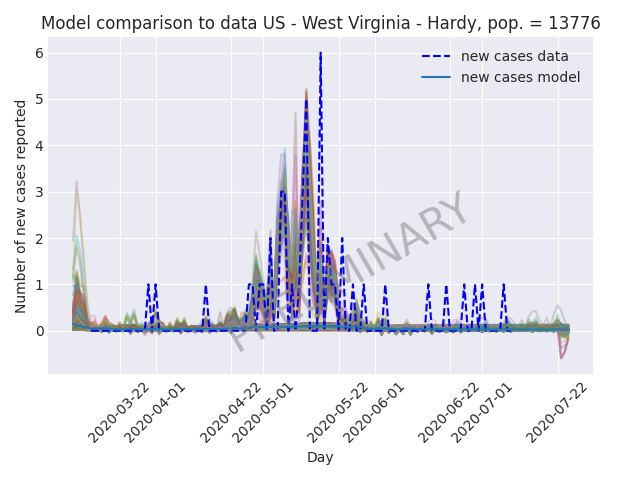 Model comparison to data US - West Virginia - Hardy, pop. = 13776
new cases data
new cases model
Number of new cases reported
6
5
4
3
2
1
0
PRELIMINARY
2020-03-22
2020-04-01
2020-04-22
2020-05-01
2020-05-22
2020-06-01
2020-06-22
2020-07-01
2020-07-22
Day